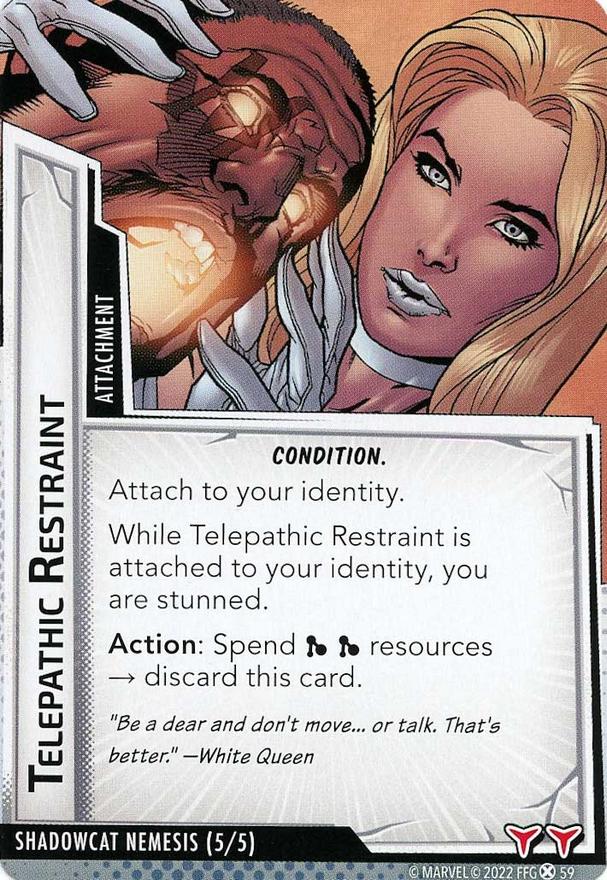 ATTACHMENT
TELEPATHIC RESTRAINT
CONDITION.
Attach to your identity.
While Telepathic Restraint is
attached to your identity, you
are stunned.
Action: Spend resources
→ discard this card.
"Be a dear and don't move... or talk. That's
better." —White Queen
SHADOWCAT NEMESIS (5/5)
© MARVEL © 2022 FFG 59